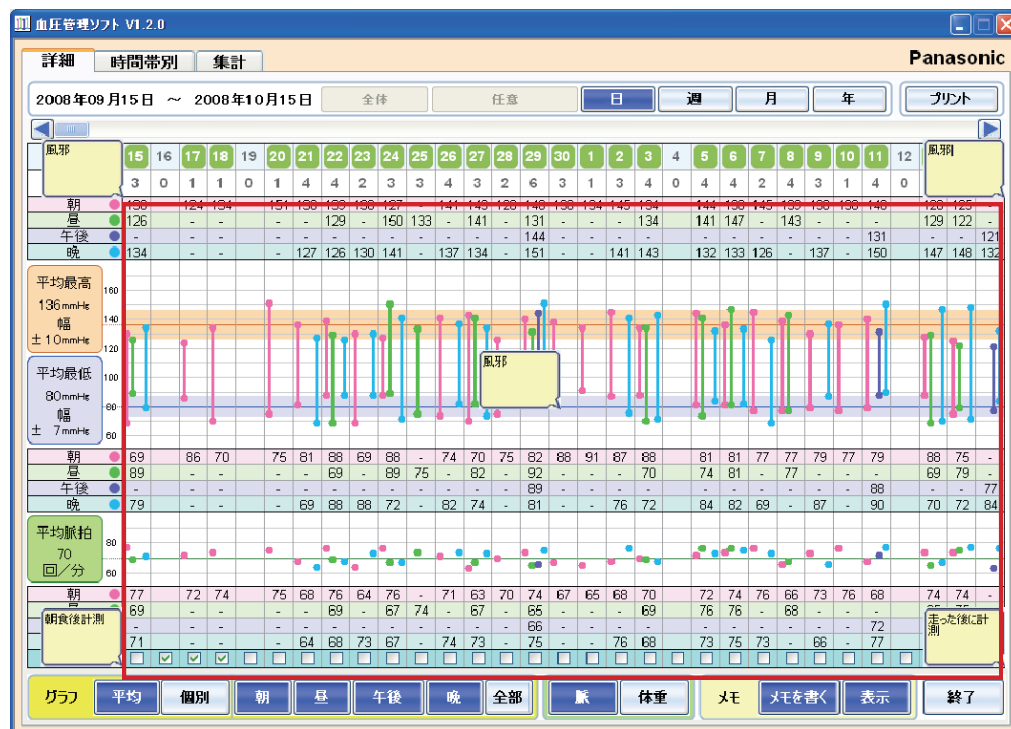 血圧管理ソフト V1.2.0
詳細 時間帯別 集計
Panasonic
2008年09月15日 ～ 2008年10月15日 全体 任意 日 週 月 年 プリント
風邪
15 16 17 18 19 20 21 22 23 24 25 26 27 28 29 30 1 2 3 4 5 6 7 8 9 10 11 12
風邪
3 0 1 1 0 1 4 4 2 3 3 4 3 2 6 3 1 3 4 0 4 4 2 4 3 1 4 0
朝
昼 126 - - - - 129 - 150 133 - 141 - 131 - - - 134 141 147 - 143 - - - 129 122 -
午後 - - - - - - - - - - - - 144 - - - - - - - - - - 131 - - 121
晩 134 - - - 127 126 130 141 - 137 134 - 151 - - 141 143 132 133 126 - 137 - 150 147 148 132
平均最高
136mmHg
幅
±10mmHg
160
140
120
平均最低
80mmHg
幅
± 7mmHg
100
80
60
風邪
朝 69 86 70 75 81 88 69 88 - 74 70 75 82 88 91 87 88 81 81 77 77 79 77 79 88 75 -
昼 89 - - - - 69 - 89 75 - 82 - 92 - - - 70 74 81 - 77 - - - 69 79 -
午後 - - - - - - - - - - - - 89 - - - - - - - - - - 88 - - 77
晩 79 - - - 69 88 88 72 - 82 74 - 81 - - 76 72 84 82 69 - 87 - 90 70 72 84
平均脈拍
70
回／分
80
60
朝 77 72 74 75 68 76 64 76 - 71 63 70 74 67 65 68 70 72 74 76 66 73 76 68 74 74 -
69 - - - - 69 - 67 74 - 67 - 65 - - - 69 76 76 - 68 - - -
朝食後計測
- - - - - - - - - - - - 66 - - - - - - - - - - 72
走った後に計
測
71 - - - 64 68 73 67 - 74 73 - 75 - - 76 68 73 75 73 - 66 - 77
グラフ 平均 個別 朝 昼 午後 晩 全部 脈 体重 メモ メモを書く 表示 終了